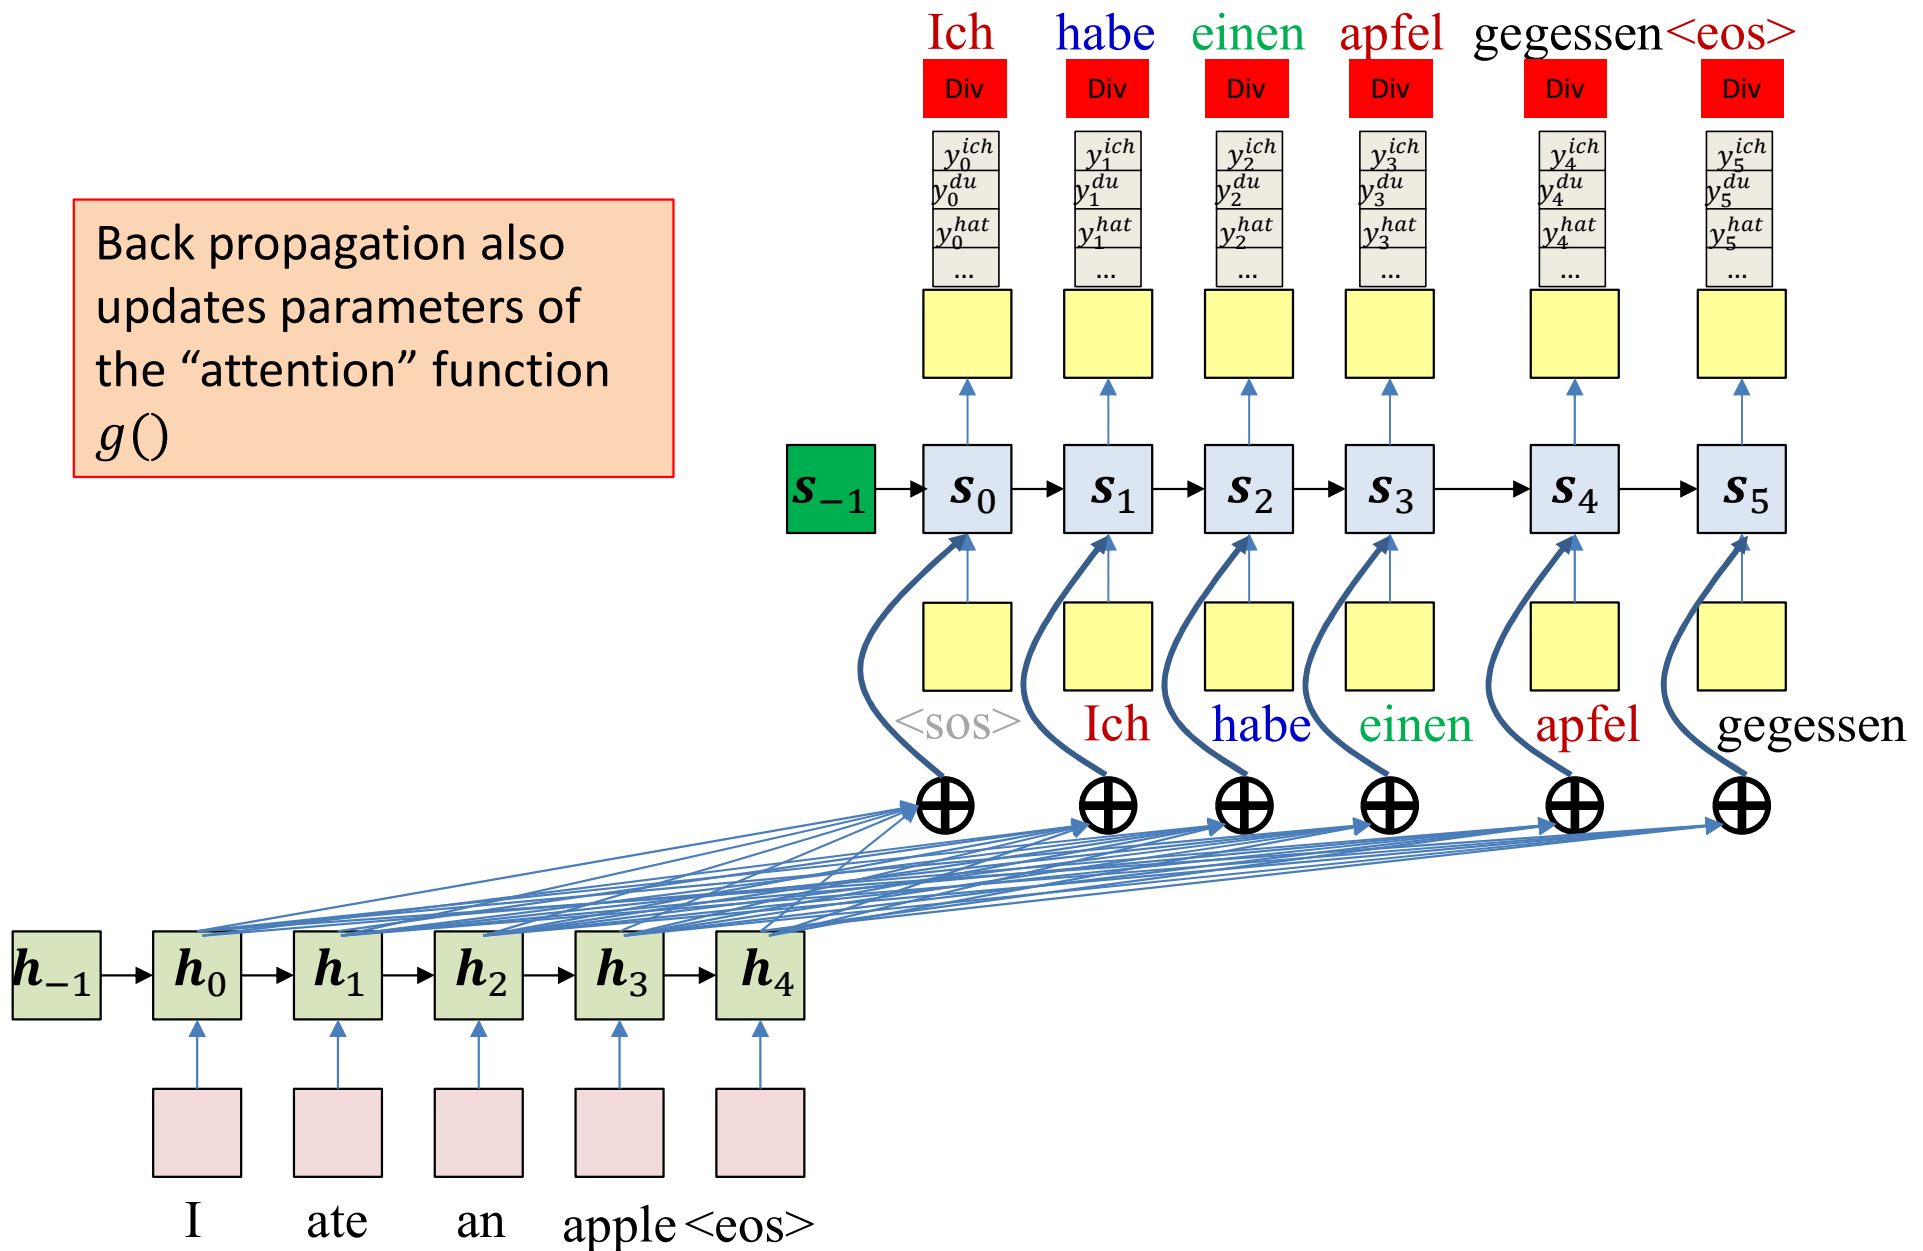 Ich habe einen apfel gegessen <eos>
Div Div Div Div Div Div
y_0^{ich} y_1^{ich} y_2^{ich} y_3^{ich} y_4^{ich} y_5^{ich}
y_0^{du} y_1^{du} y_2^{du} y_3^{du} y_4^{du} y_5^{du}
y_0^{hat} y_1^{hat} y_2^{hat} y_3^{hat} y_4^{hat} y_5^{hat}
... ... ... ... ... ...
Back propagation also
updates parameters of
the “attention” function
g()
s_{−1} s_0 s_1 s_2 s_3 s_4 s_5
<sos> Ich habe einen apfel gegessen
h_{−1} h_0 h_1 h_2 h_3 h_4
I ate an apple <eos>